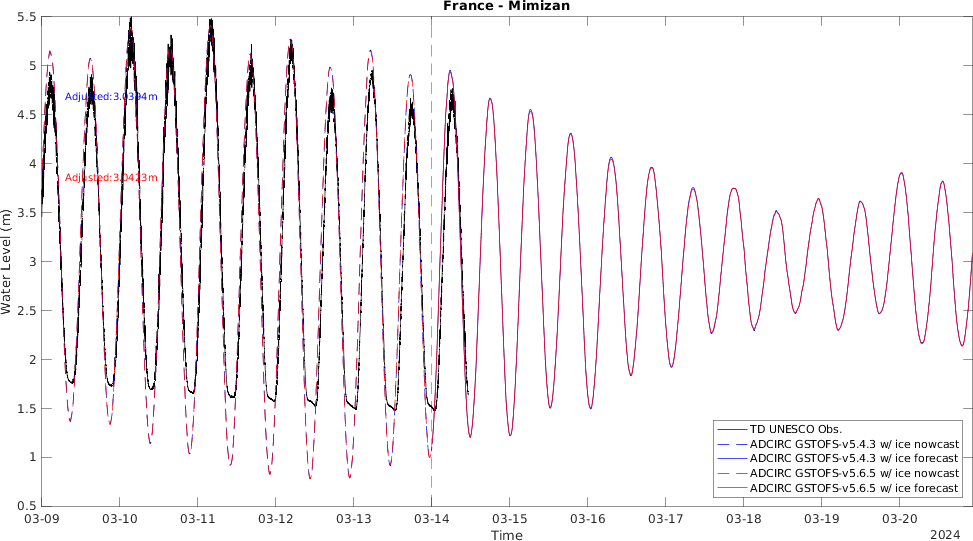 France - Mimizan
5.5
5
4.5
4
3.5
3
2.5
2
1.5
1
0.5
Water Level (m)
Adjusted:3.0394m
Adjusted:3.0423m
TD UNESCO Obs.
ADCIRC GSTOFS-v5.4.3 w/ ice nowcast
ADCIRC GSTOFS-v5.4.3 w/ ice forecast
ADCIRC GSTOFS-v5.6.5 w/ ice nowcast
ADCIRC GSTOFS-v5.6.5 w/ ice forecast
03-09 03-10 03-11 03-12 03-13 03-14 03-15 03-16 03-17 03-18 03-19 03-20
Time
2024